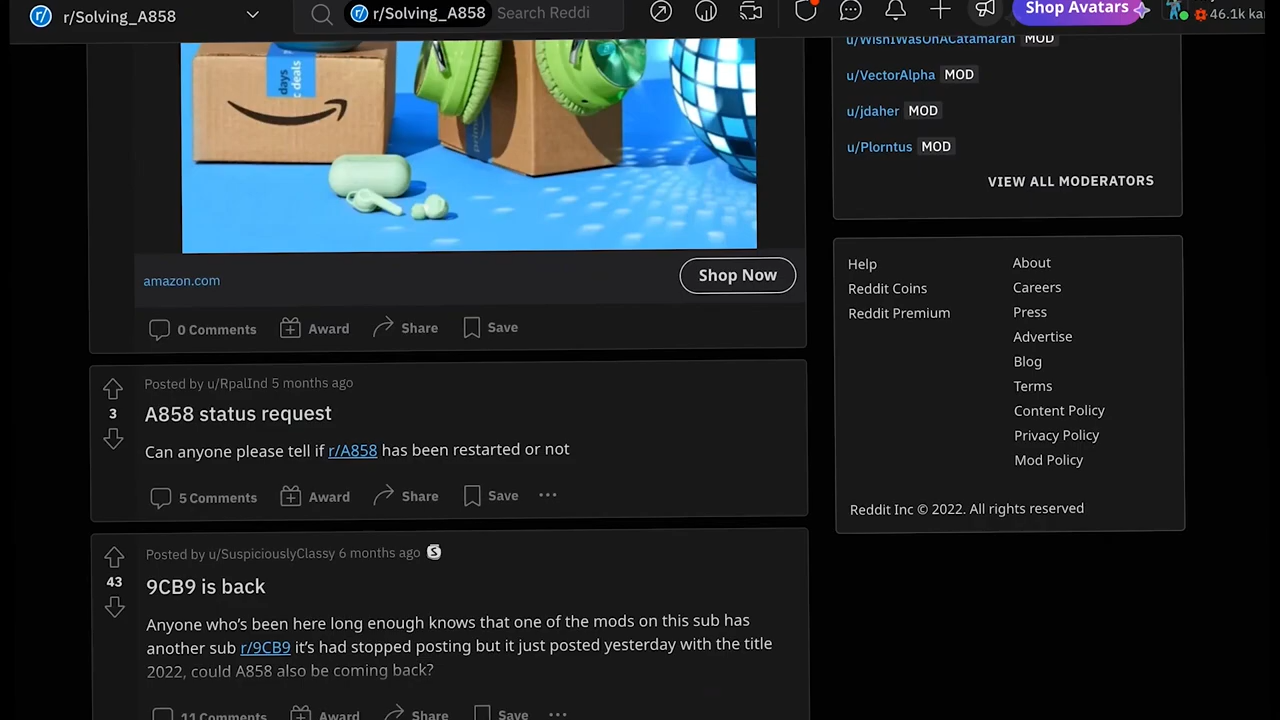 r/Solving_A858
r/Solving_A858 Search Reddi
Shop Avatars
46.1k kar
days
c deals
prime
u/WishIWasOnACatamaran MOD
u/VectorAlpha MOD
u/jdaher MOD
u/Plorntus MOD
VIEW ALL MODERATORS
amazon.com
Shop Now
0 Comments Award Share Save
Help
Reddit Coins
Reddit Premium
About
Careers
Press
Advertise
Blog
Terms
Content Policy
Privacy Policy
Mod Policy
Reddit Inc © 2022. All rights reserved
Posted by u/RpalInd 5 months ago
3
A858 status request
Can anyone please tell if r/A858 has been restarted or not
5 Comments Award Share Save
Posted by u/SuspiciouslyClassy 6 months ago
43
9CB9 is back
Anyone who's been here long enough knows that one of the mods on this sub has
another sub r/9CB9 it's had stopped posting but it just posted yesterday with the title
2022, could A858 also be coming back?
11 Comments Award Share Save